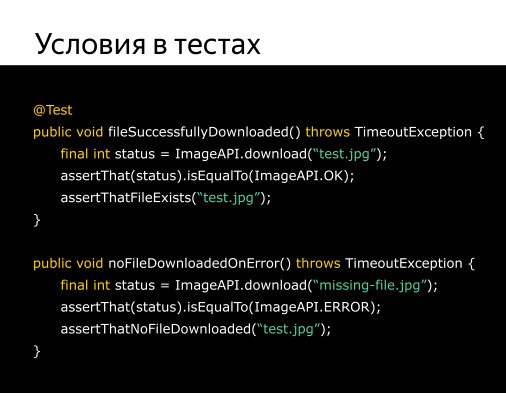 Условия в тестах
@Test
public void fileSuccessfullyDownloaded() throws TimeoutException {
final int status = ImageAPI.download(“test.jpg”);
assertThat(status).isEqualTo(ImageAPI.OK);
assertThatFileExists(“test.jpg”);
}
public void noFileDownloadedOnError() throws TimeoutException {
final int status = ImageAPI.download(“missing-file.jpg”);
assertThat(status).isEqualTo(ImageAPI.ERROR);
assertThatNoFileDownloaded(“test.jpg”);
}